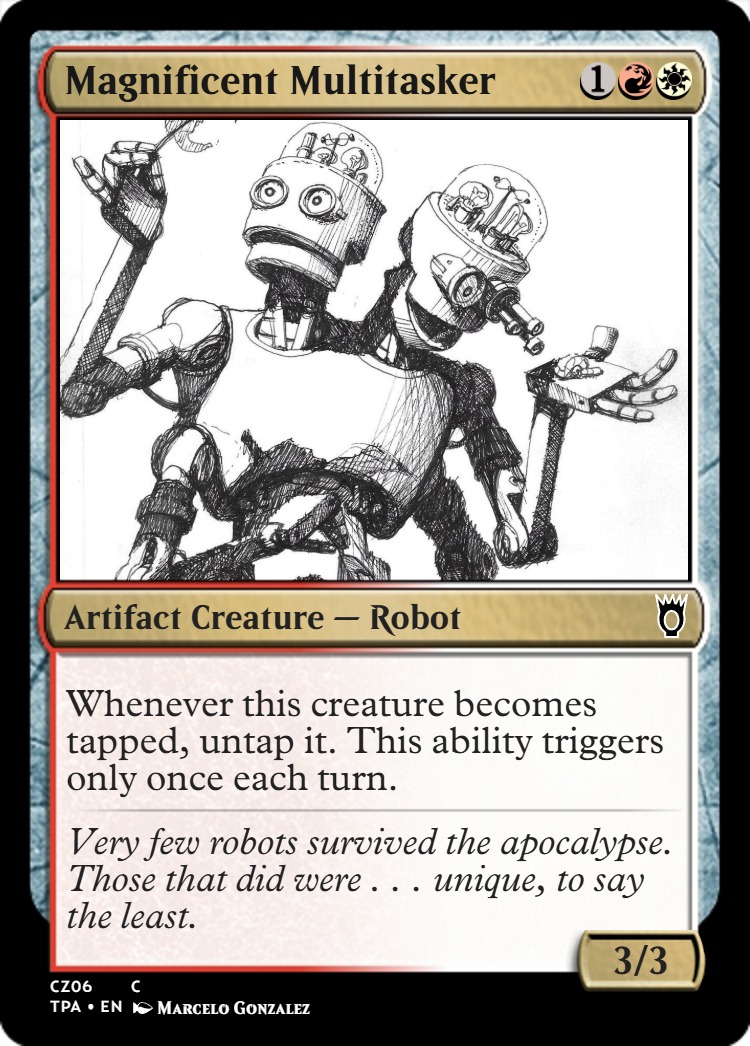 Magnificent Multitasker 1
Artifact Creature — Robot
Whenever this creature becomes
tapped, untap it. This ability triggers
only once each turn.
Very few robots survived the apocalypse.
Those that did were . . . unique, to say
the least.
3/3
CZ06 C
TPA • EN Marcelo Gonzalez